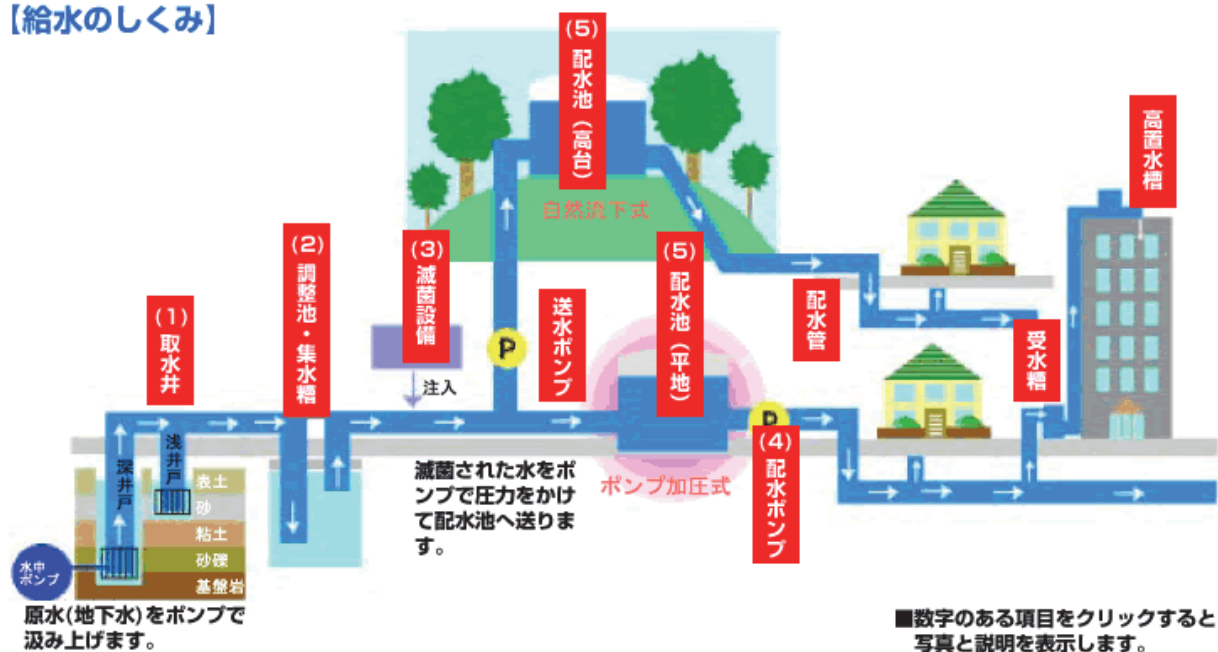 【給水のしくみ】
(1)取水井
(2)調整池・集水槽
(3)滅菌設備
注入
(5)配水池(高台)
自然流下式
P
送水ポンプ
(5)配水池(平地)
ポンプ加圧式
P
(4)配水ポンプ
配水管
受水槽
高置水槽
深井戸
浅井戸
表土
砂
粘土
砂礫
基盤岩
水中
ポンプ
原水(地下水)をポンプで
汲み上げます。
滅菌された水をポ
ンプで圧力をかけ
て配水池へ送りま
す。
■数字のある項目をクリックすると
写真と説明を表示します。